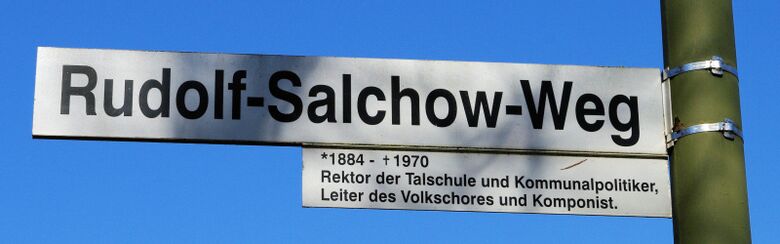 Rudolf-Salchow-Weg
*1884 - †1970
Rektor der Talschule und Kommunalpolitiker,
Leiter des Volkschores und Komponist.